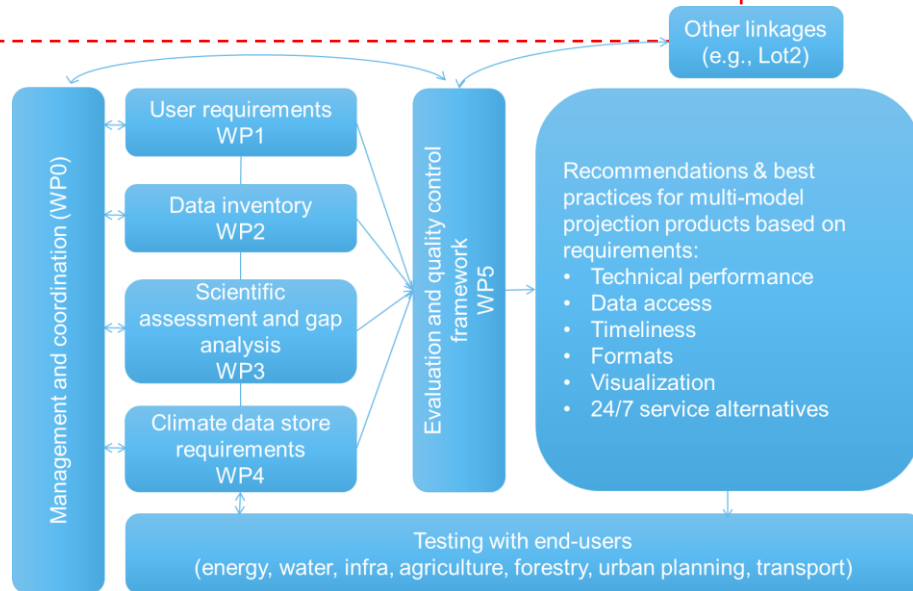 Other linkages
(e.g., Lot2)
Management and coordination (WP0)
User requirements
WP1
Data inventory
WP2
Scientific
assessment and gap
analysis
WP3
Climate data store
requirements
WP4
Evaluation and quality control
framework
WP5
Recommendations & best
practices for multi-model
projection products based on
requirements:
• Technical performance
• Data access
• Timeliness
• Formats
• Visualization
• 24/7 service alternatives
Testing with end-users
(energy, water, infra, agriculture, forestry, urban planning, transport)